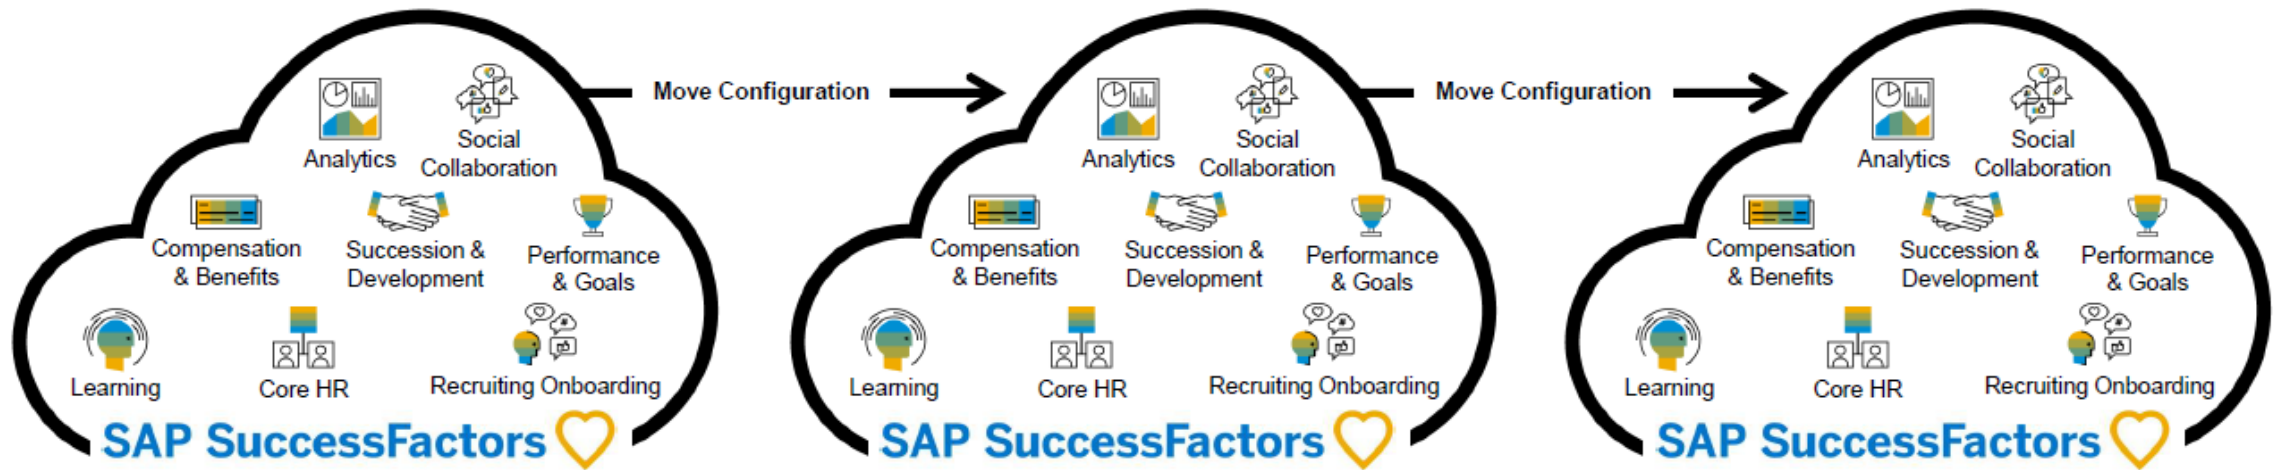 Move Configuration
Move Configuration
Analytics
Social
Collaboration
Compensation
& Benefits
Succession &
Development
Performance
& Goals
Learning
Core HR
Recruiting Onboarding
SAP SuccessFactors
Analytics
Social
Collaboration
Compensation
& Benefits
Succession &
Development
Performance
& Goals
Learning
Core HR
Recruiting Onboarding
SAP SuccessFactors
Analytics
Social
Collaboration
Compensation
& Benefits
Succession &
Development
Performance
& Goals
Learning
Core HR
Recruiting Onboarding
SAP SuccessFactors